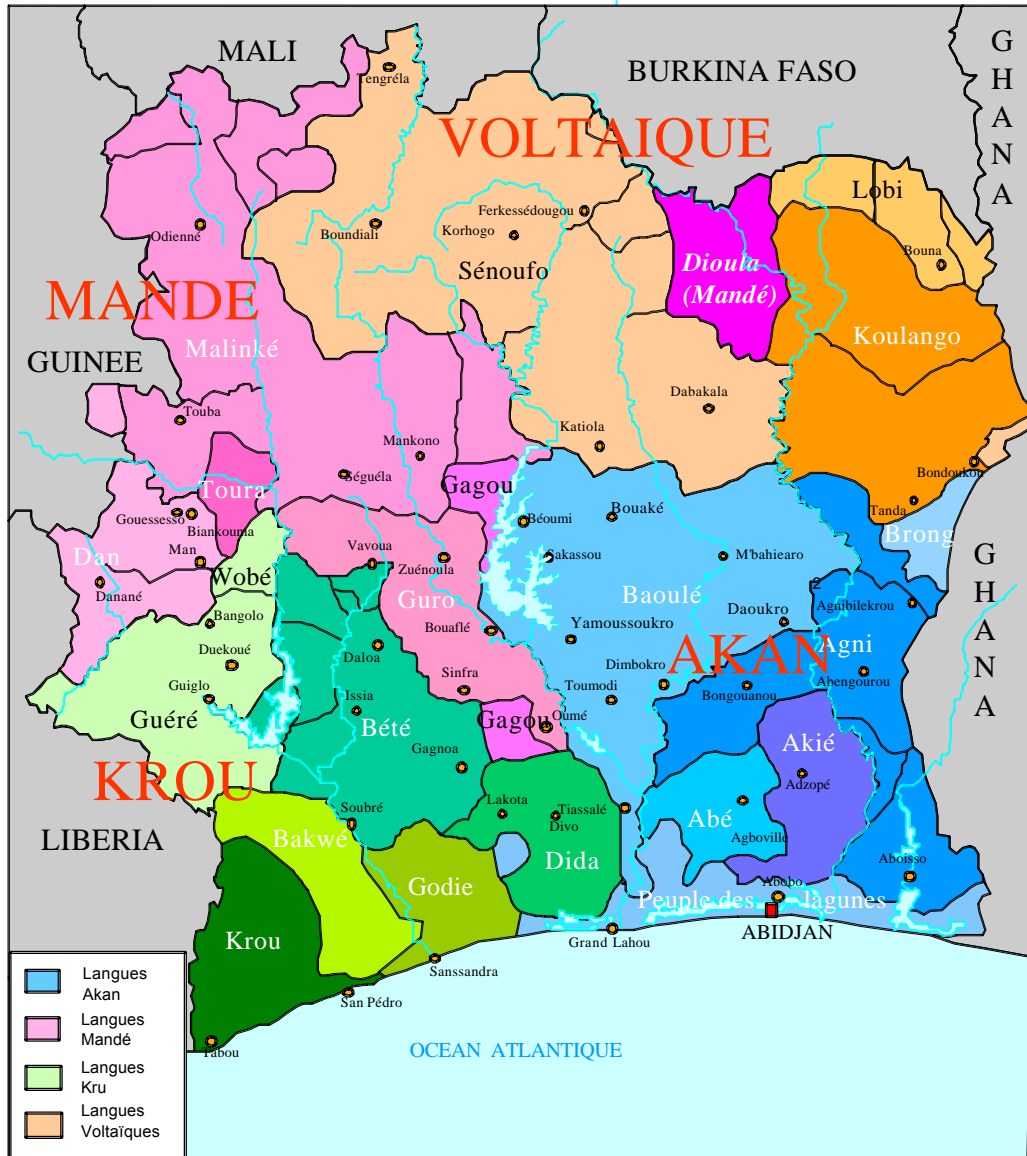 MALI
BURKINA FASO
GHANA
Tengréla
VOLTAIQUE
Lobi
Ferkessédougou
Odienné
Boundiali
Korhogo
Bouna
Sénoufo
Dioula
(Mandé)
MANDE
Malinké
Koulango
GUINEE
Touba
Dabakala
Mankono
Katiola
Séguéla
Gagou
Bondoukou
Toura
Tanda
Gouessesso
Biankouma
Béoumi
Bouaké
Brong
Man
Dan
Vavoua
Zuénoula
Sakassou
M'bahiearo
GHANA
Wobé
Danané
Guro
Baoulé
2
Agnibilekrou
Bangolo
Bouaflé
Yamoussoukro
Daoukro
Duekoué
Daloa
AKAN
Agni
Dimbokro
Abengourou
Guiglo
Sinfra
Toumodi
Bongouanou
Issia
Guéré
Bété
Gagou
Oumé
Akié
Gagnoa
KROU
Adzopé
Soubré
Lakota
Tiassalé
Divo
Abé
LIBERIA
Bakwé
Agboville
Dida
Aboisso
Godie
Abobo
Peuple des lagunes
Krou
Grand Lahou
ABIDJAN
Sanssandra
San Pédro
Tabou
OCEAN ATLANTIQUE
Langues
Akan
Langues
Mandé
Langues
Kru
Langues
Voltaïques